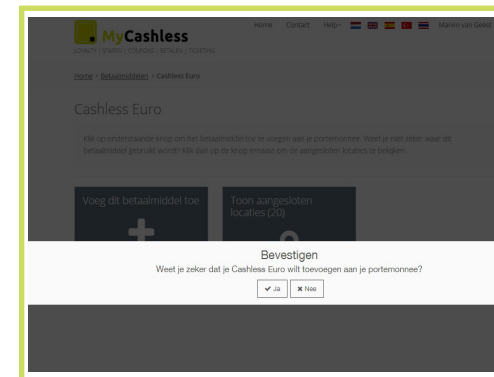 MyCashless
LOYALTY | STAMPS | COUPONS | BETALEN | TICKETING
Home Contact Help Mariën van Geest
Home > Betaalmiddelen > Cashless Euro
Cashless Euro
Klik op onderstaande knop om het betaalmiddel toe te voegen aan je portemonnee. Weet je niet zeker waar dit
betaalmiddel gebruikt wordt? Klik dan op de knop ernaast om de aangesloten locaties te bekijken.
Voeg dit betaalmiddel toe
Toon aangesloten
locaties (20)
Bevestigen
Weet je zeker dat je Cashless Euro wilt toevoegen aan je portemonnee?
Ja Nee